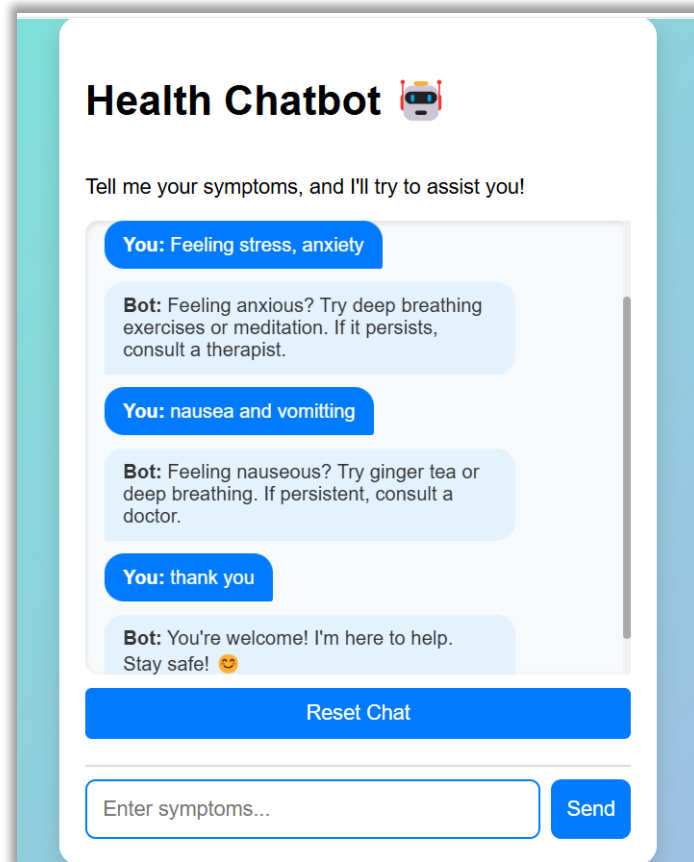 Health Chatbot 🤖
Tell me your symptoms, and I'll try to assist you!
You: Feeling stress, anxiety
Bot: Feeling anxious? Try deep breathing
exercises or meditation. If it persists,
consult a therapist.
You: nausea and vomitting
Bot: Feeling nauseous? Try ginger tea or
deep breathing. If persistent, consult a
doctor.
You: thank you
Bot: You're welcome! I'm here to help.
Stay safe! 😊
Reset Chat
Enter symptoms...
Send